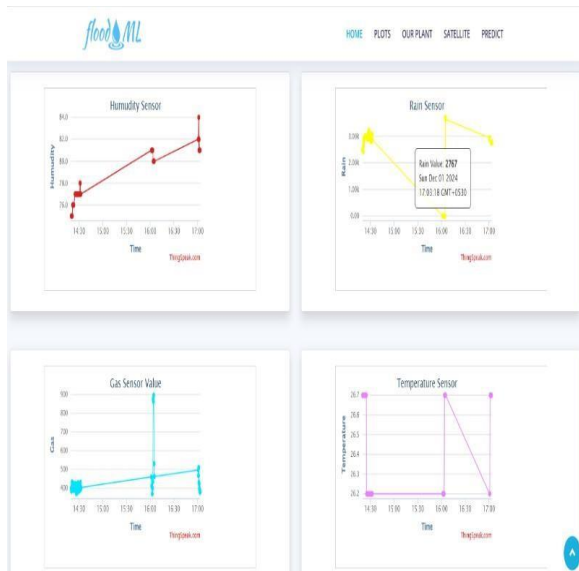 flood ML
HOME PLOTS OUR PLANT SATELLITE PREDICT
Humudity Sensor
84.0
82.0
80.0
78.0
76.0
Humudity
14:30 15:00 15:30 16:00 16:30 17:00
Time
ThingSpeak.com
Rain Sensor
3,000
2,000
1,000
0.00
Rain
Rain Value: 2767
Sun Dec 01 2024
17:03:18 GMT+0530
14:30 15:00 15:30 16:00 16:30 17:00
Time
ThingSpeak.com
Gas Sensor Value
900
800
700
600
500
400
Gas
14:30 15:00 15:30 16:00 16:30 17:00
Time
ThingSpeak.com
Temperature Sensor
26.7
26.6
26.5
26.4
26.3
26.2
Temperature
14:30 15:00 15:30 16:00 16:30 17:00
Time
ThingSpeak.com